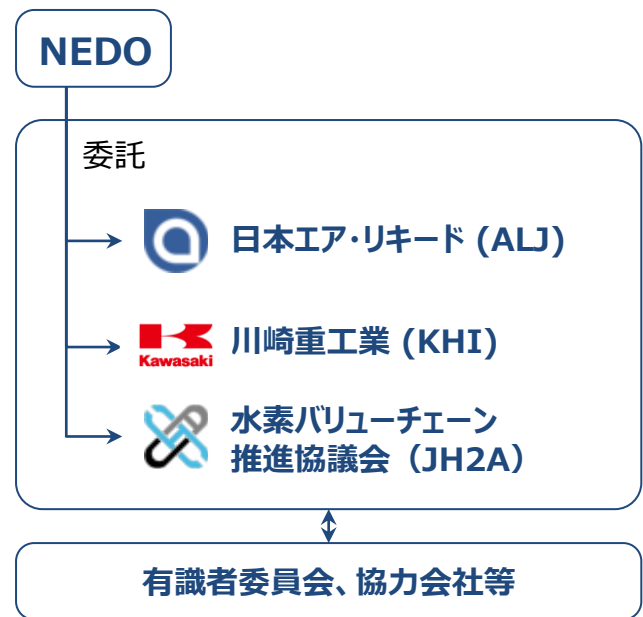 NEDO
委託
日本エア・リキード (ALJ)
Kawasaki
川崎重工業 (KHI)
水素バリューチェーン
推進協議会（JH2A）
有識者委員会、協力会社等